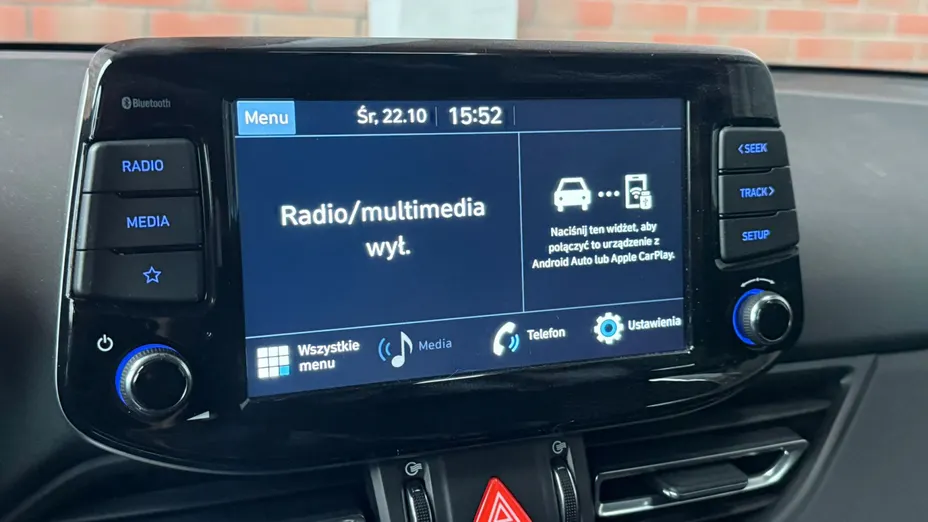 Bluetooth
RADIO
MEDIA
Menu
Śr, 22.10
15:52
Radio/multimedia
wył.
Naciśnij ten widżet, aby
połączyć to urządzenie z
Android Auto lub Apple CarPlay.
Wszystkie
menu
Media
Telefon
Ustawienia
<SEEK
TRACK>
SETUP